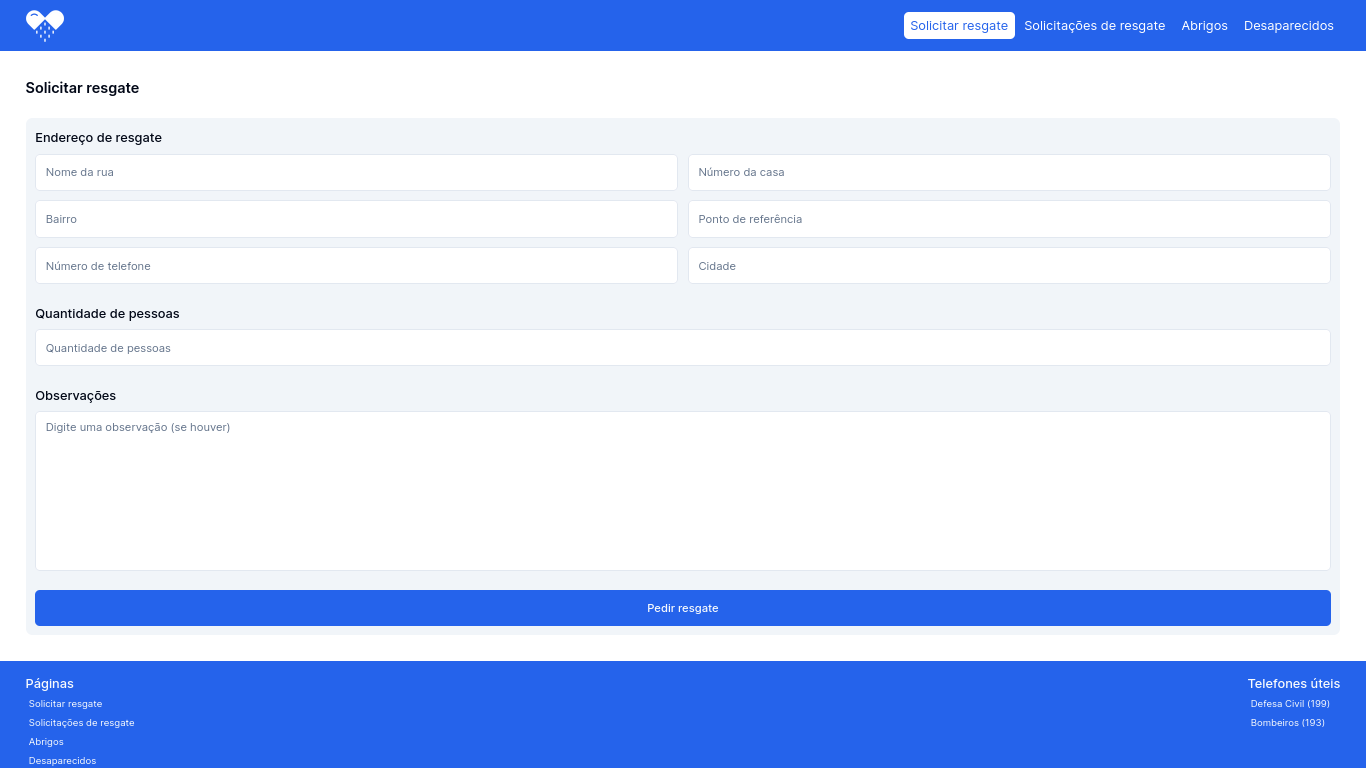 Solicitar resgate Solicitações de resgate Abrigos Desaparecidos
Solicitar resgate
Endereço de resgate
Nome da rua Número da casa
Bairro Ponto de referência
Número de telefone Cidade
Quantidade de pessoas
Quantidade de pessoas
Observações
Digite uma observação (se houver)
Pedir resgate
Páginas Telefones úteis
Solicitar resgate Defesa Civil (199)
Solicitações de resgate Bombeiros (193)
Abrigos
Desaparecidos